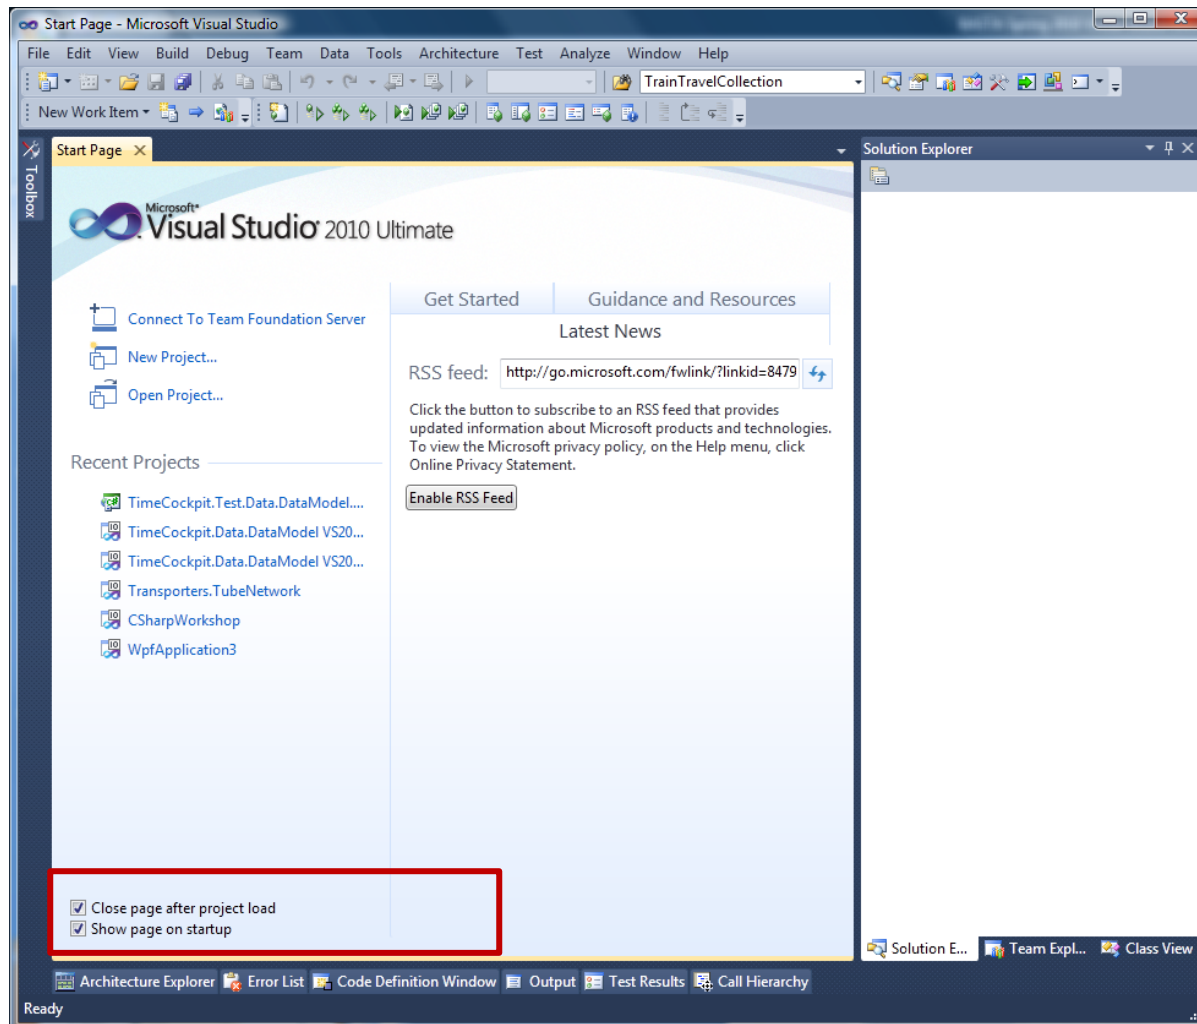 Start Page - Microsoft Visual Studio
File Edit View Build Debug Team Data Tools Architecture Test Analyze Window Help
TrainTravelCollection
New Work Item
Toolbox
Start Page
Solution Explorer
Microsoft®
Visual Studio® 2010 Ultimate
Connect To Team Foundation Server
New Project...
Open Project...
Recent Projects
TimeCockpit.Test.Data.DataModel....
TimeCockpit.Data.DataModel VS20...
TimeCockpit.Data.DataModel VS20...
Transporters.TubeNetwork
CSharpWorkshop
WpfApplication3
Get Started Guidance and Resources
Latest News
RSS feed: http://go.microsoft.com/fwlink/?linkid=8479
Click the button to subscribe to an RSS feed that provides
updated information about Microsoft products and technologies.
To view the Microsoft privacy policy, on the Help menu, click
Online Privacy Statement.
Enable RSS Feed
Close page after project load
Show page on startup
Solution E... Team Expl... Class View
Architecture Explorer Error List Code Definition Window Output Test Results Call Hierarchy
Ready